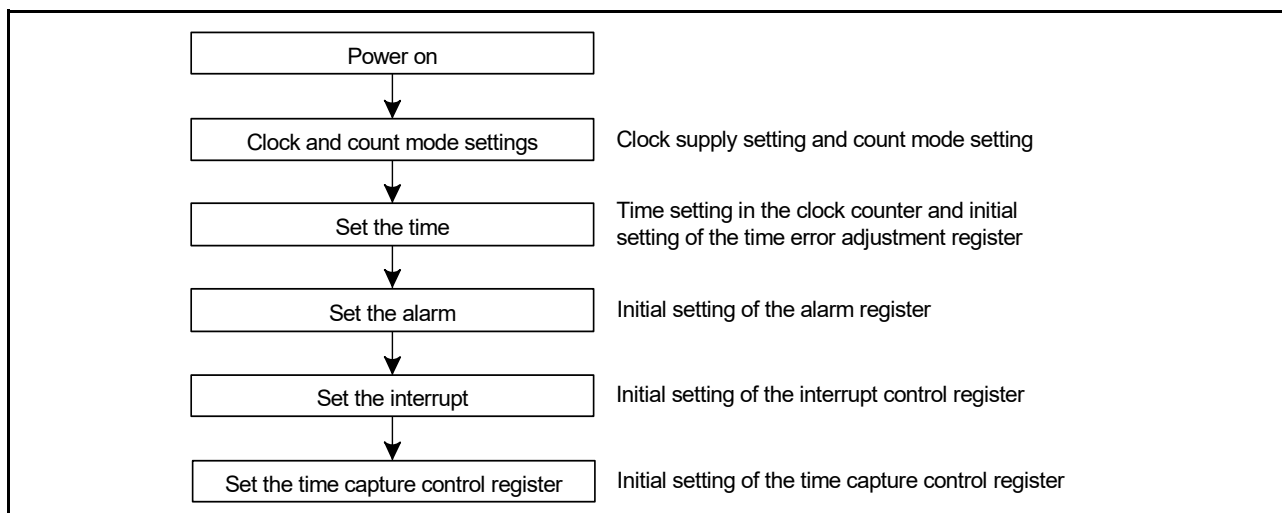 Power on
Clock and count mode settings
Clock supply setting and count mode setting
Set the time
Time setting in the clock counter and initial
setting of the time error adjustment register
Set the alarm
Initial setting of the alarm register
Set the interrupt
Initial setting of the interrupt control register
Set the time capture control register
Initial setting of the time capture control register